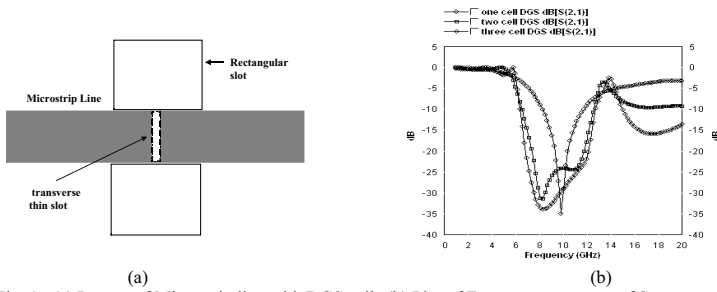 Rectangular
slot
Microstrip Line
transverse
thin slot
(a)
one cell DGS dB[S(2,1)]
two cell DGS dB[S(2,1)]
three cell DGS dB[S(2,1)]
5
0
-5
-10
-15
-20
-25
-30
-35
-40
dB
5
0
-5
-10
-15
-20
-25
-30
-35
-40
dB
0 2 4 6 8 10 12 14 16 18 20
Frequency (GHz)
(b)